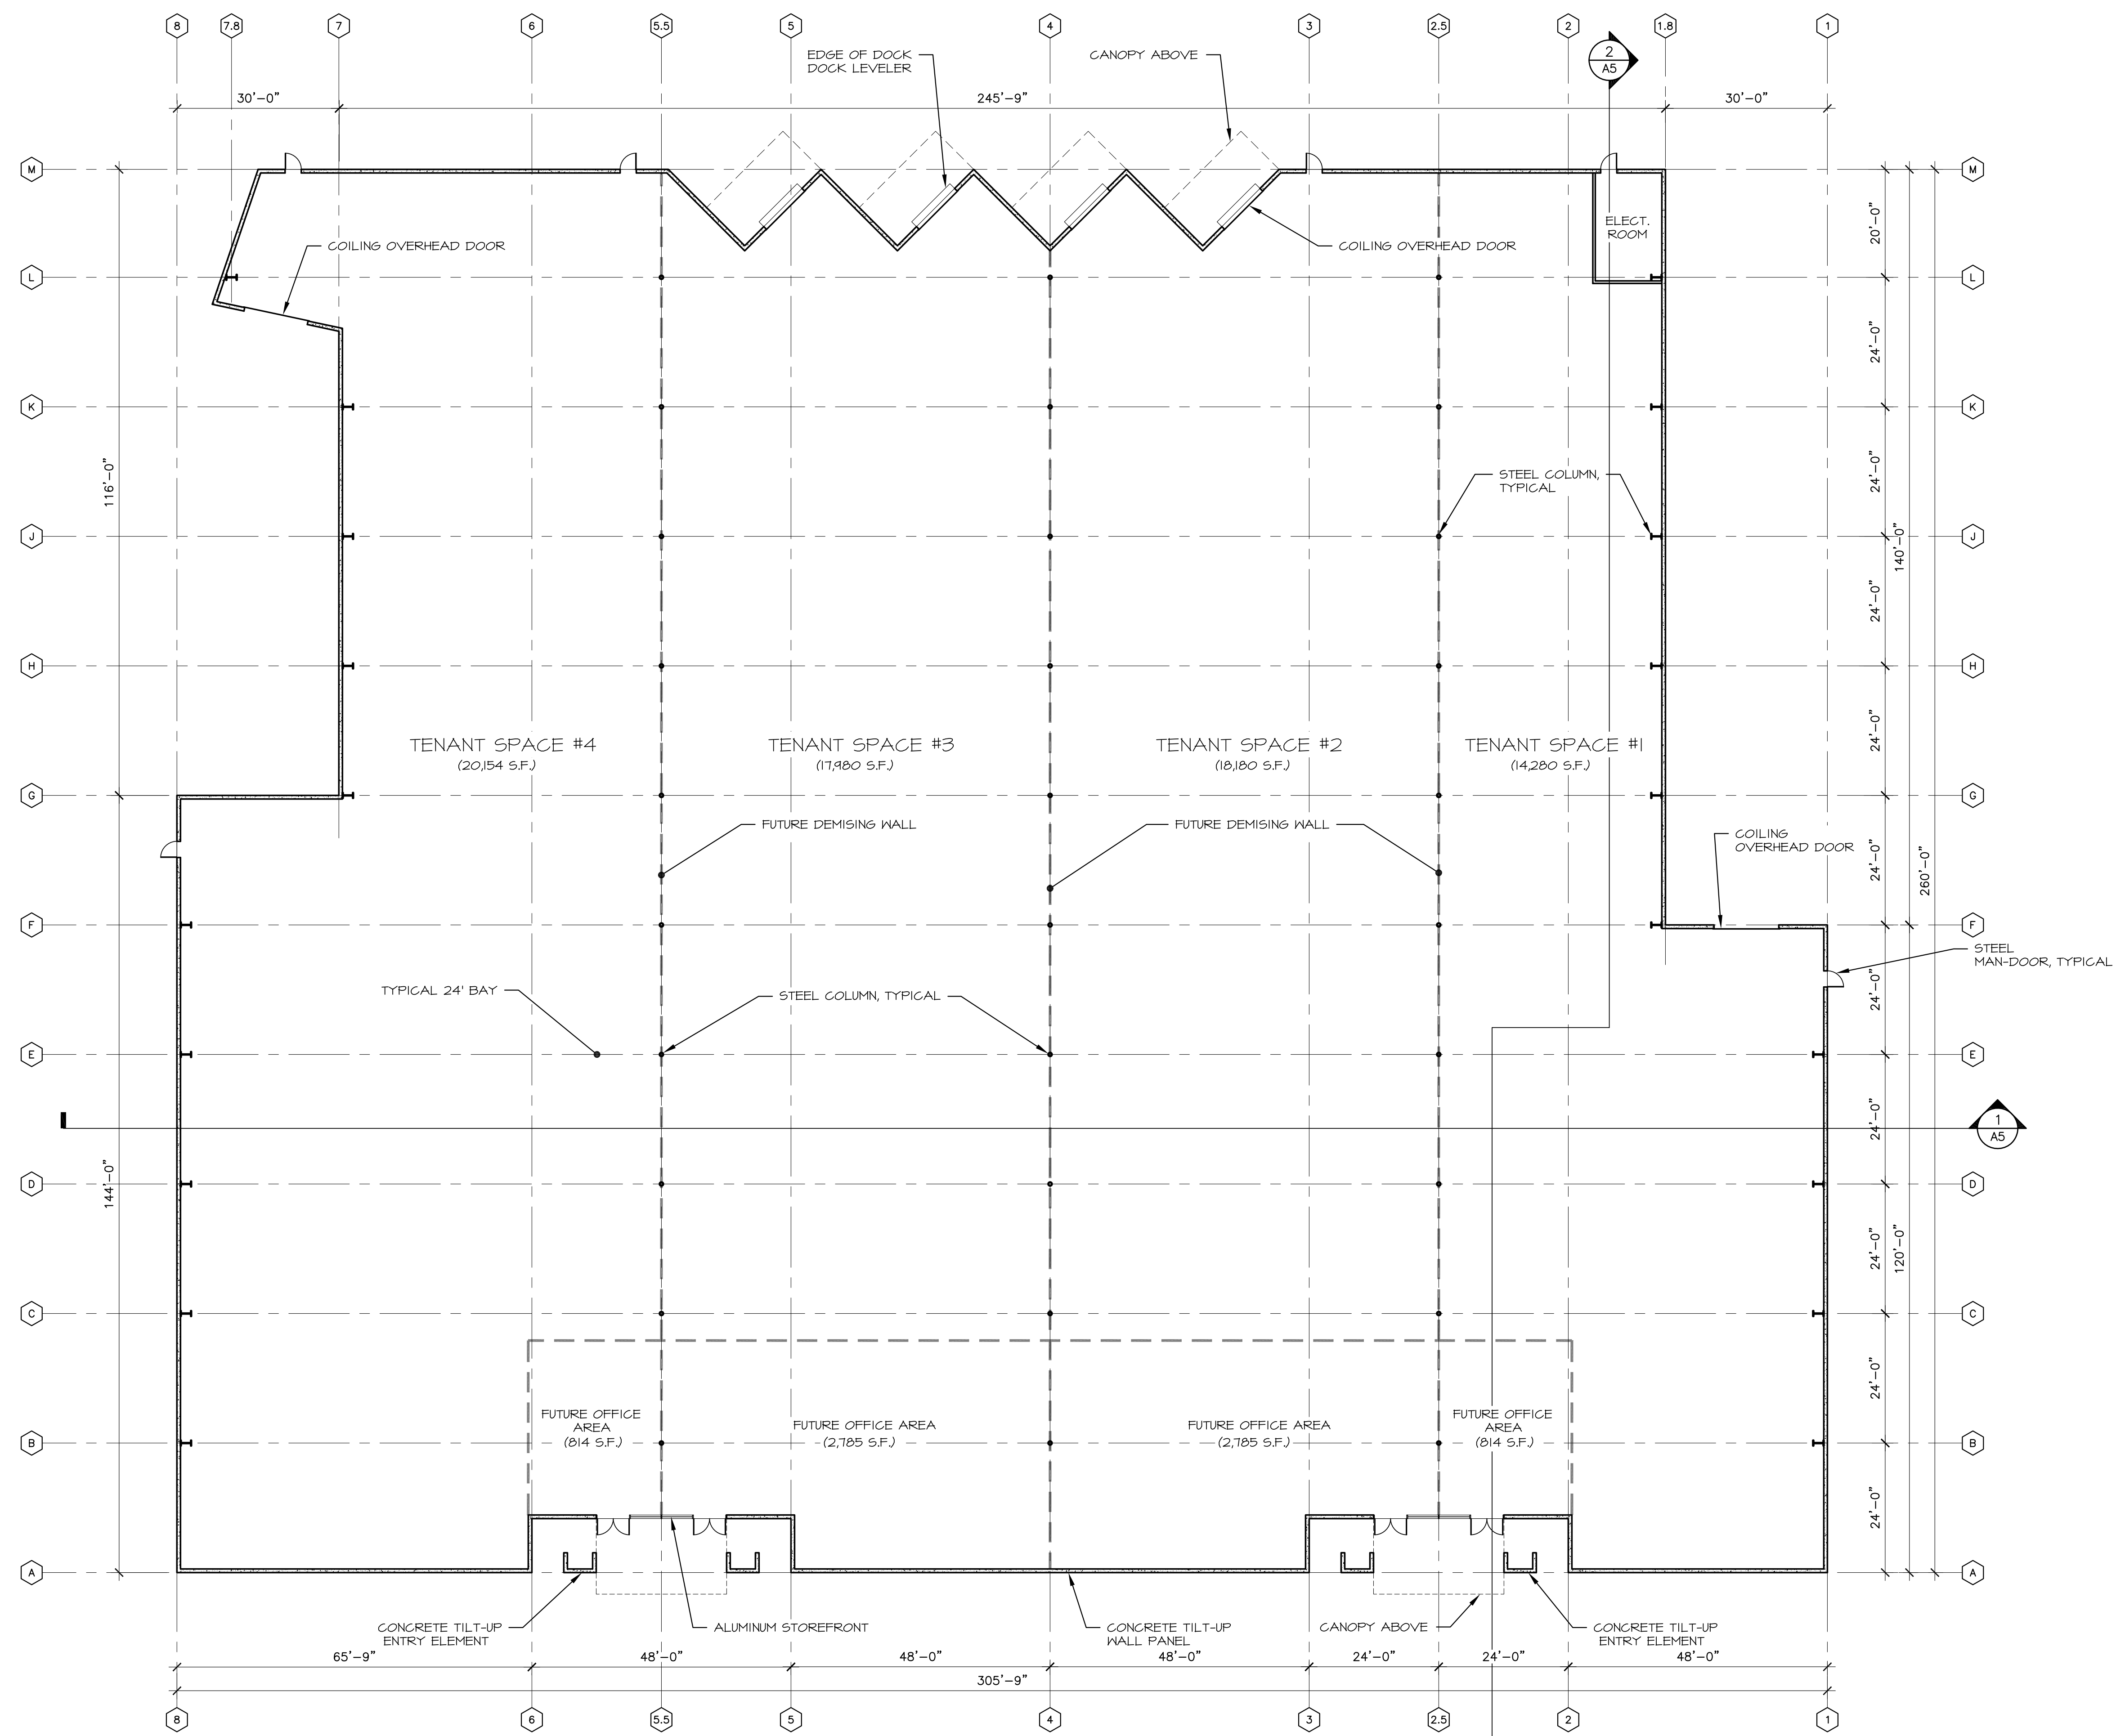 8 7.8 7 6 5.5 5 4 3 2.5 2 1.8 1
2
A5
EDGE OF DOCK
DOCK LEVELER
CANOPY ABOVE
30'-0" 245'-9" 30'-0"
M M
ELECT.
ROOM
20'-0"
COILING OVERHEAD DOOR
COILING OVERHEAD DOOR
L L
24'-0"
K K
116'-0"
STEEL COLUMN,
TYPICAL
24'-0"
J J
140'-0"
24'-0"
H H
TENANT SPACE #4
(20,154 S.F.)
TENANT SPACE #3
(17,980 S.F.)
TENANT SPACE #2
(18,180 S.F.)
TENANT SPACE #1
(14,280 S.F.)
24'-0"
G G
FUTURE DEMISING WALL
FUTURE DEMISING WALL
COILING
OVERHEAD DOOR
24'-0"
260'-0"
F F
STEEL
MAN-DOOR, TYPICAL
TYPICAL 24' BAY
STEEL COLUMN, TYPICAL
24'-0"
E E
24'-0"
1
A5
144'-0"
D D
24'-0"
120'-0"
C C
24'-0"
FUTURE OFFICE
AREA
(814 S.F.)
FUTURE OFFICE AREA
(2,785 S.F.)
FUTURE OFFICE AREA
(2,785 S.F.)
FUTURE OFFICE
AREA
(814 S.F.)
B B
24'-0"
A A
CONCRETE TILT-UP
ENTRY ELEMENT
ALUMINUM STOREFRONT
CONCRETE TILT-UP
WALL PANEL
CANOPY ABOVE
CONCRETE TILT-UP
ENTRY ELEMENT
65'-9" 48'-0" 48'-0" 48'-0" 24'-0" 24'-0" 48'-0"
305'-9"
8 6 5.5 5 4 3 2.5 2 1